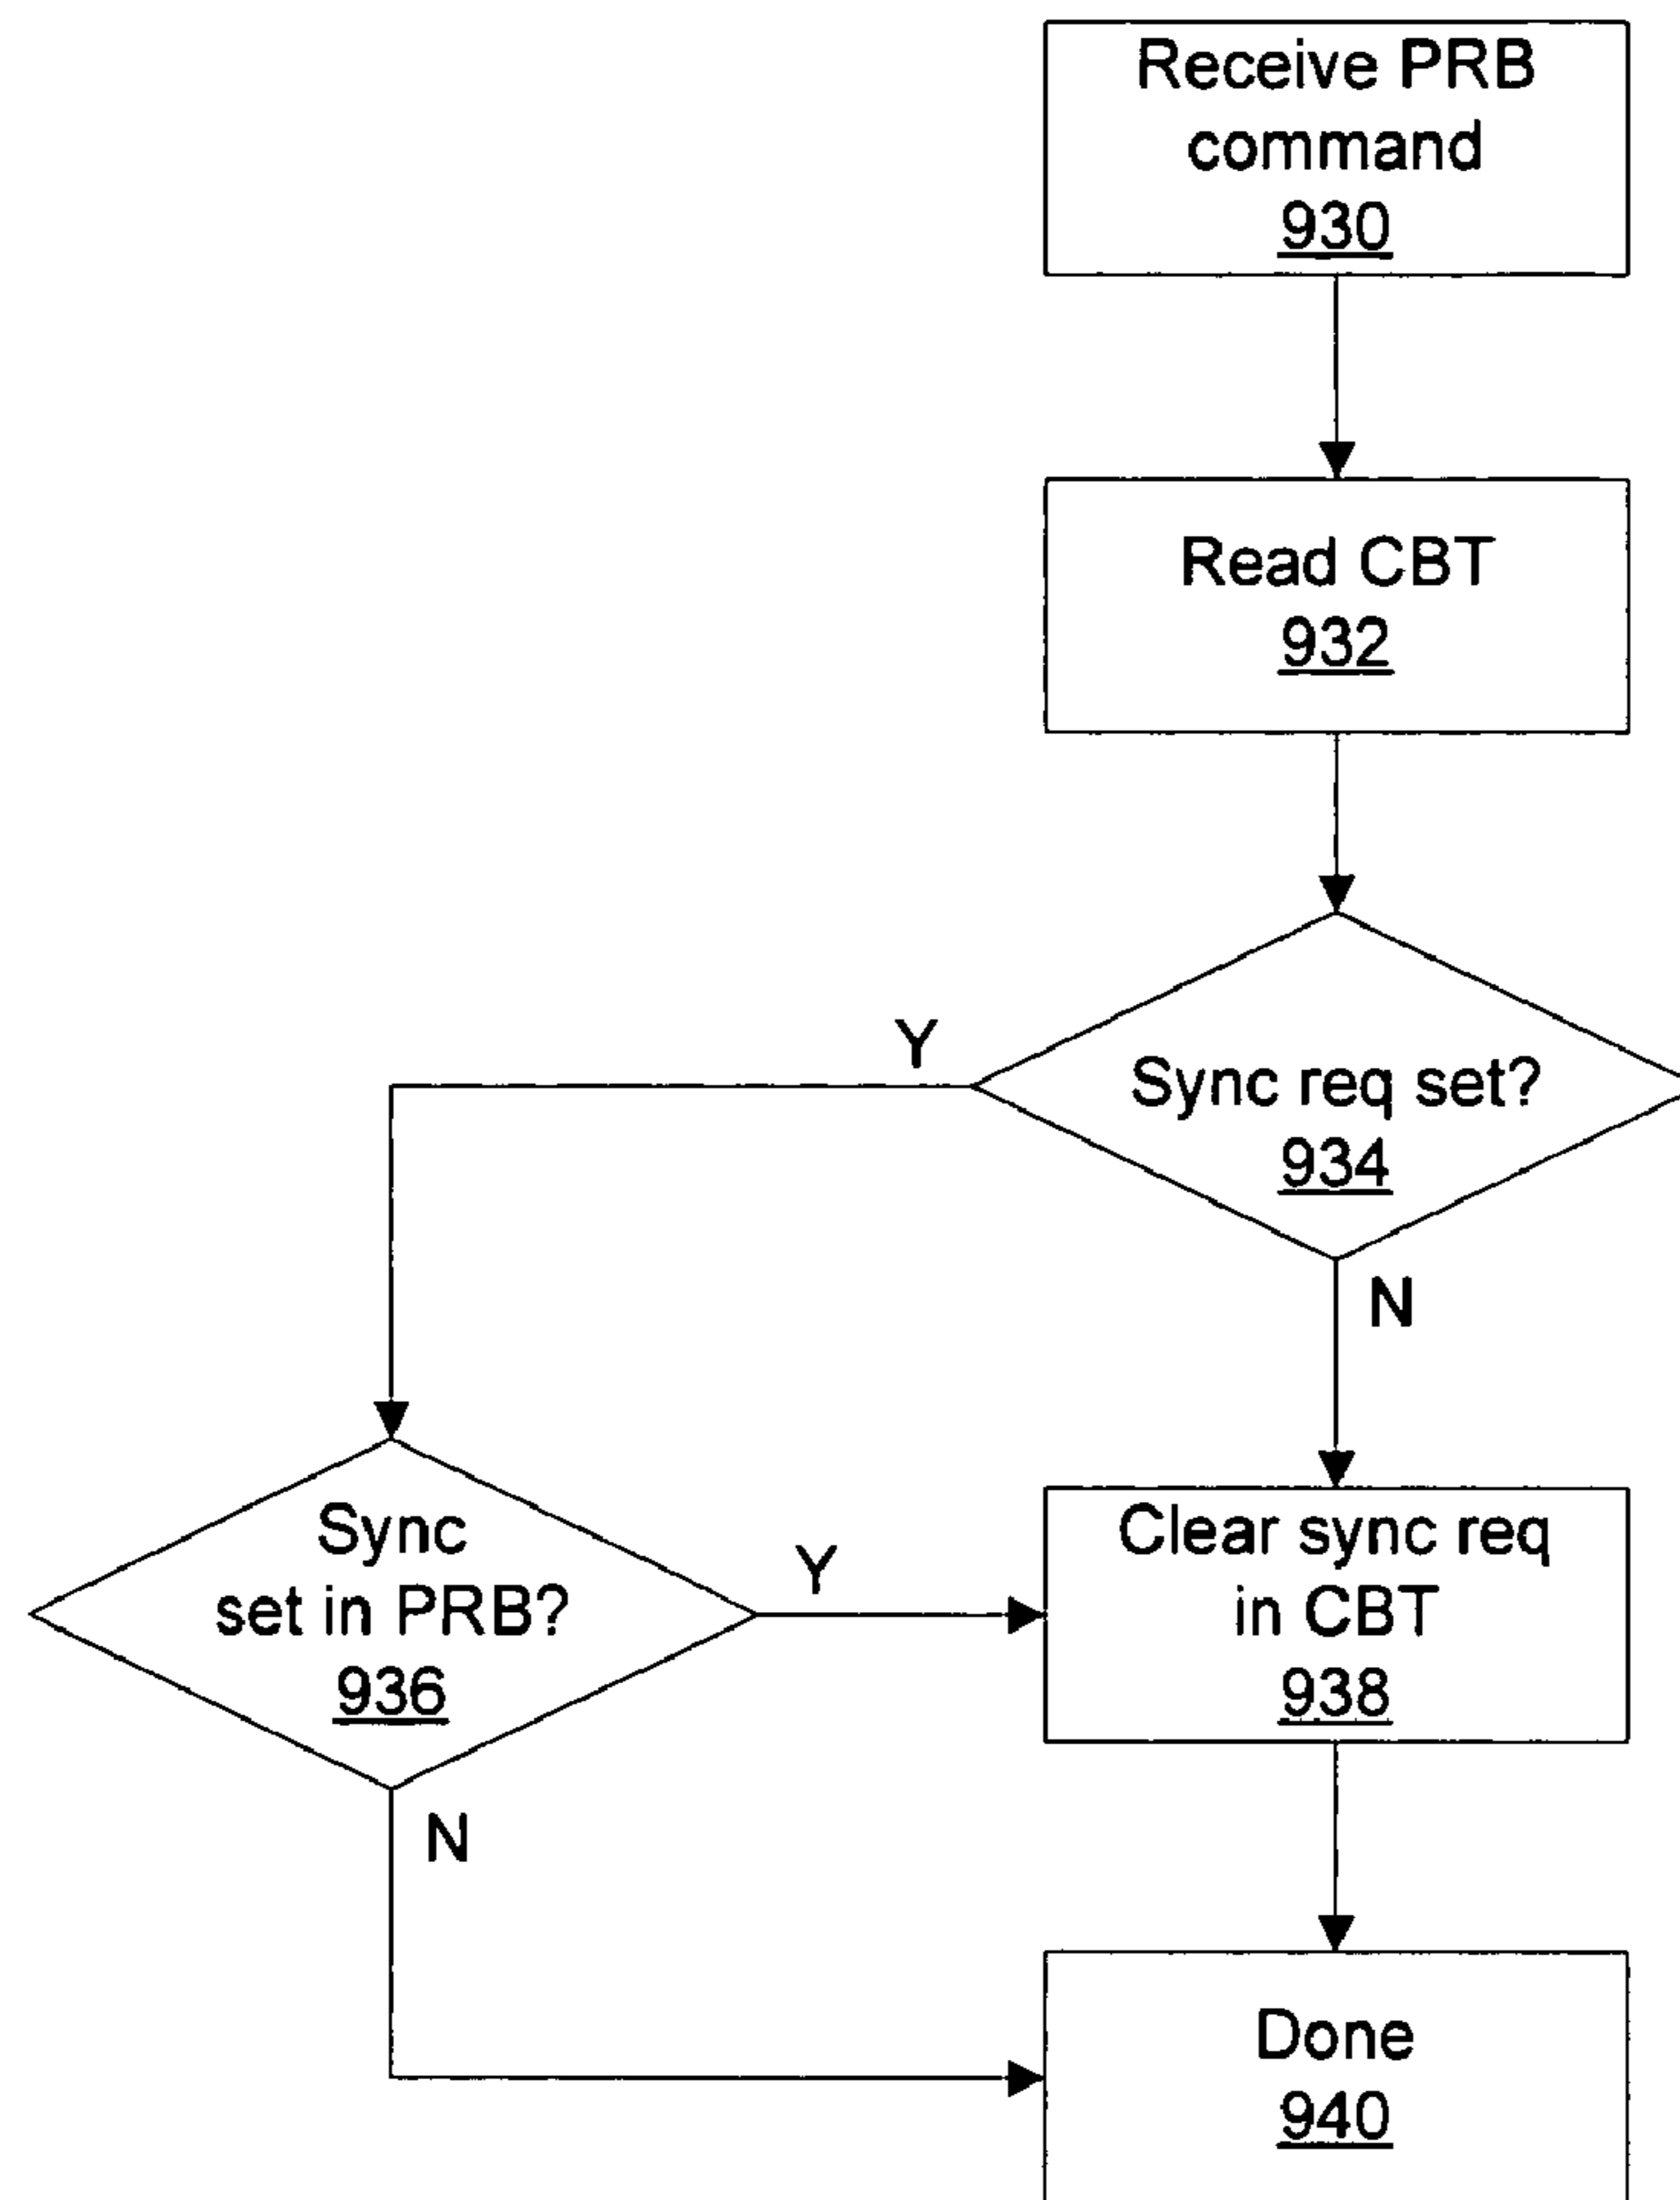 Receive PRB
command
930
Read CBT
932
Y
Sync req set?
934
N
Sync
set in PRB?
936
Y
Clear sync req
in CBT
938
N
Done
940